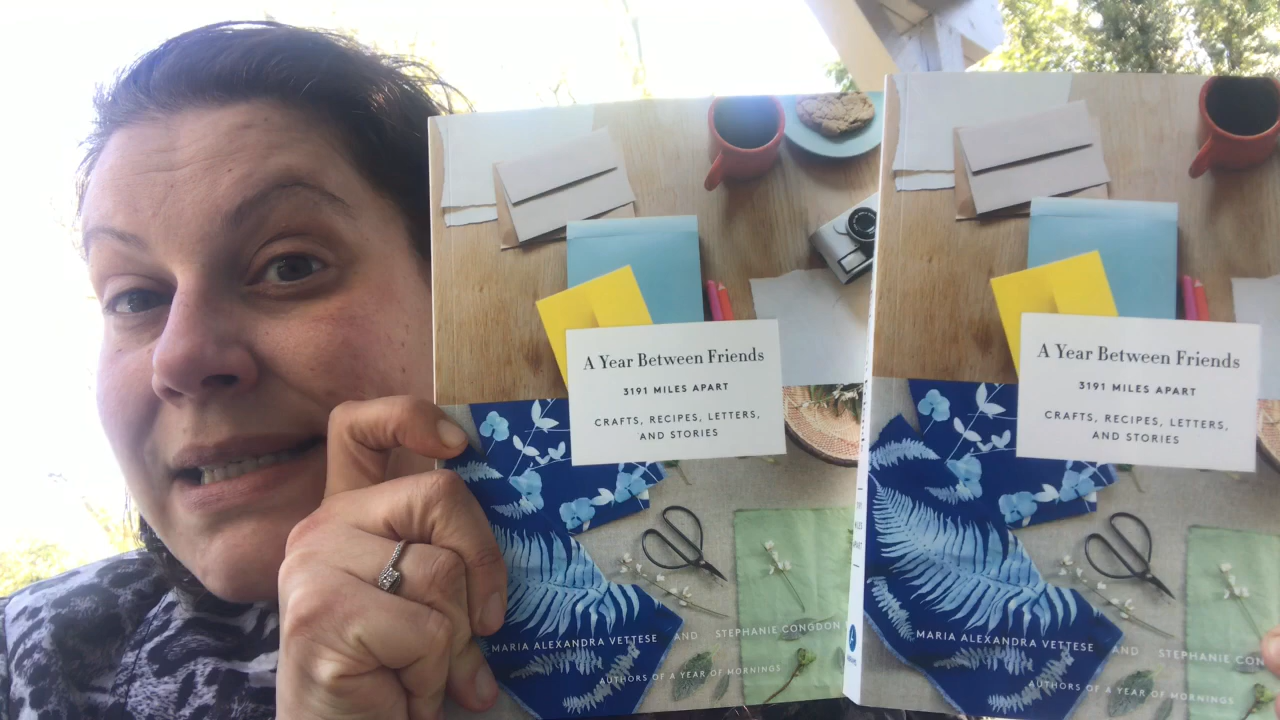 A Year Between Friends
3191 MILES APART
CRAFTS, RECIPES, LETTERS,
AND STORIES
MARIA ALEXANDRA VETTESE AND STEPHANIE CONGDON
AUTHORS OF A YEAR OF MORNINGS
A Year Between Friends
3191 MILES APART
CRAFTS, RECIPES, LETTERS,
AND STORIES
MARIA ALEXANDRA VETTESE AND STEPHANIE CON
AUTHORS OF A YEAR OF MORNINGS